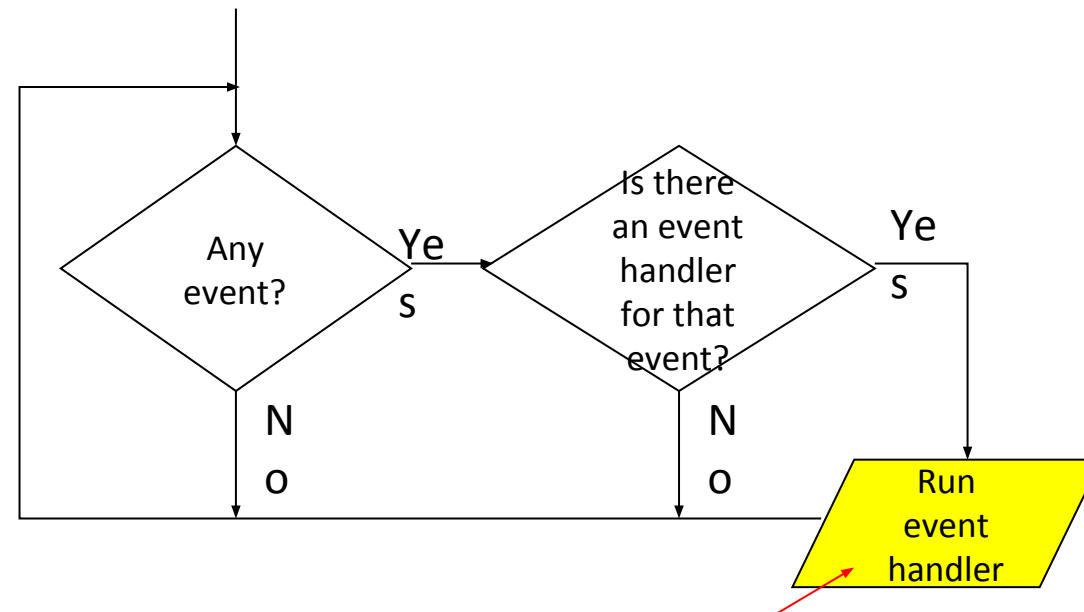 Any
event?
Ye
s
N
o
Is there
an event
handler
for that
event?
Ye
s
N
o
Run
event
handler